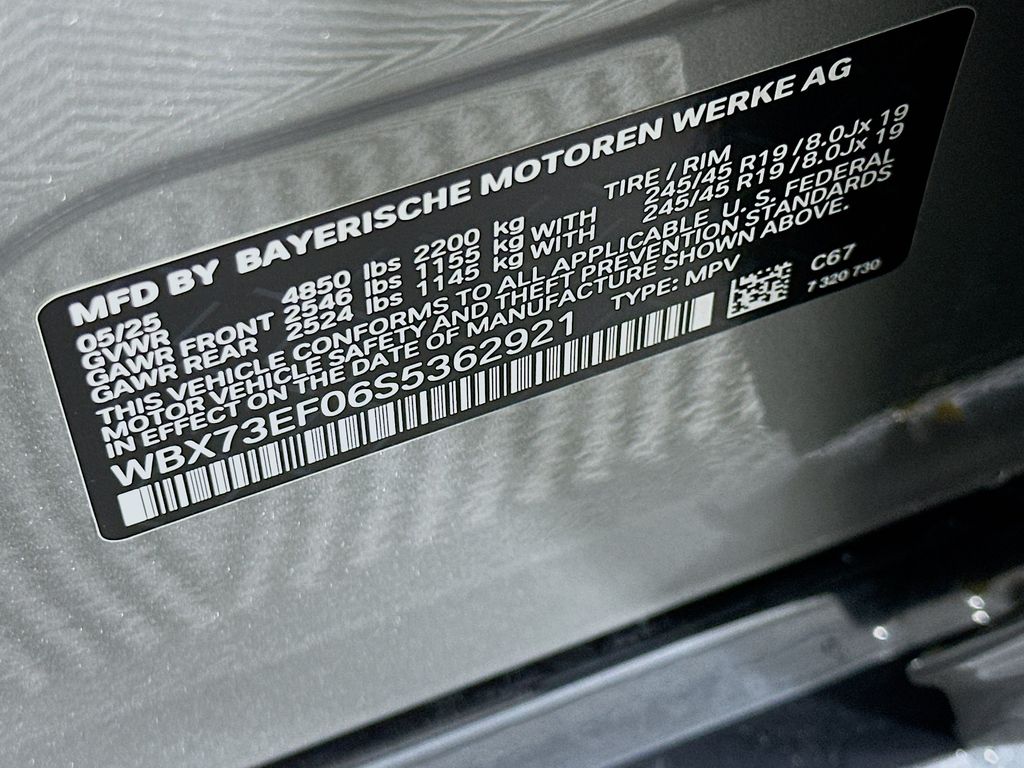 MFD BY BAYERISCHE MOTOREN WERKE AG
05/25 TIRE / RIM
GVWR 4850 lbs 2200 kg
GAWR FRONT 2546 lbs 1155 kg WITH 245/45 R19/8.0Jx 19
GAWR REAR 2524 lbs 1145 kg WITH 245/45 R19/8.0Jx 19
THIS VEHICLE CONFORMS TO ALL APPLICABLE U. S. FEDERAL
MOTOR VEHICLE SAFETY AND THEFT PREVENTION STANDARDS
IN EFFECT ON THE DATE OF MANUFACTURE SHOWN ABOVE.
WBX73EF06S5362921 TYPE: MPV
C67
7 320 730